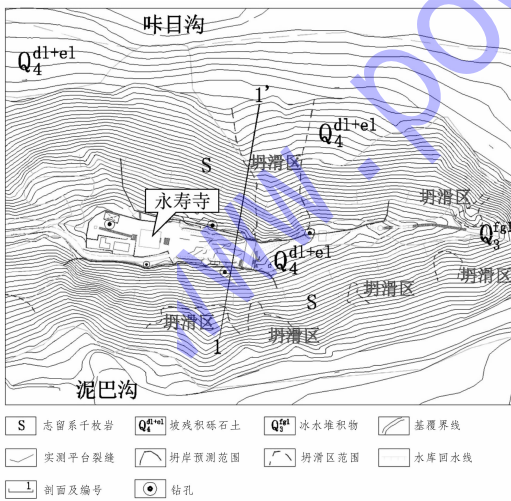 咔日沟
Q₄ᵈˡ⁺ᵉˡ
1'
Q₄ᵈˡ⁺ᵉˡ
S
坍滑区
坍滑区
永寿寺
Q₃ᶠᵍˡ
Q₄ᵈˡ⁺ᵉˡ
坍滑区
坍滑区
S
坍滑区
坍滑区
1
泥巴沟
S 志留系千枚岩 Q₄ᵈˡ⁺ᵉˡ 坡残积砾石土 Q₃ᶠᵍˡ 冰水堆积物 基覆界线
实测平台裂缝 坍岸预测范围 坍滑区范围 水库回水线
1 剖面及编号 钻孔
www.po